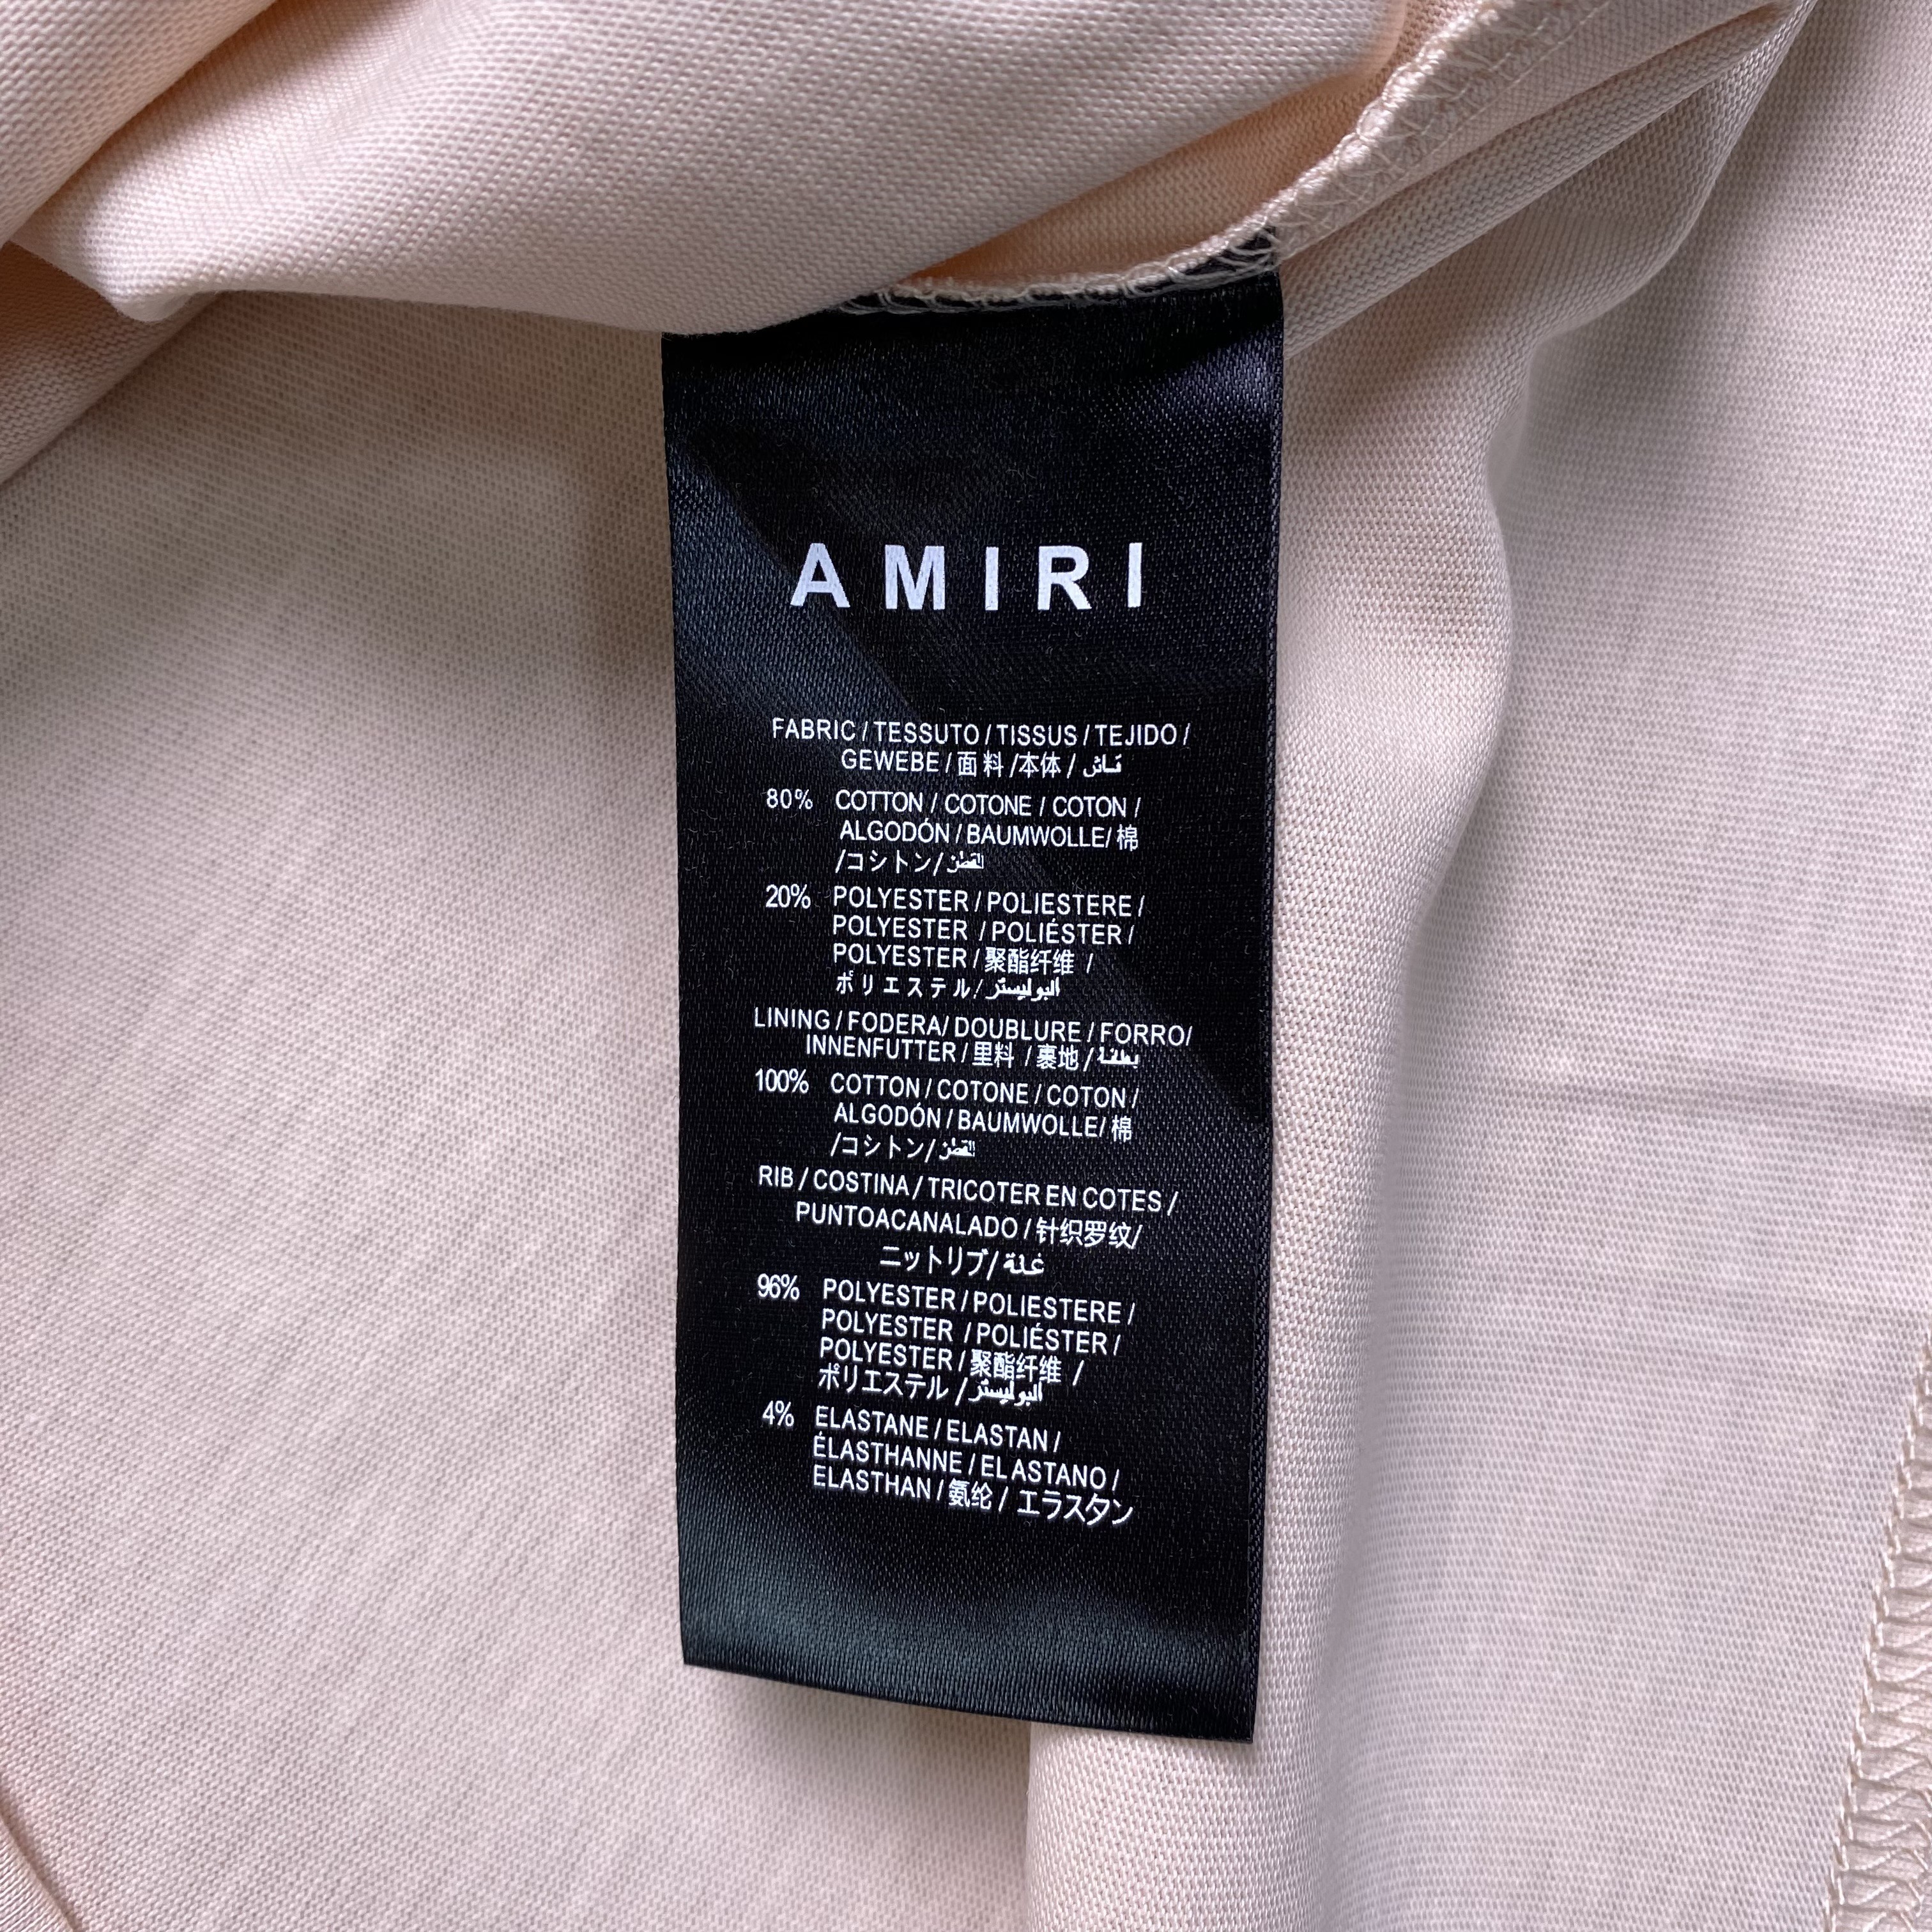 AMIRI
FABRIC / TESSUTO / TISSUS / TEJIDO /
GEWEBE / 面料 /本体 / قماش
80% COTTON / COTONE / COTON /
ALGODÓN / BAUMWOLLE/ 棉
/コシトン/ القطن
20% POLYESTER / POLIESTERE /
POLYESTER / POLIÉSTER /
POLYESTER / 聚酯纤维 /
ポリエステル/ البوليستر
LINING / FODERA/ DOUBLURE / FORRO/
INNENFUTTER / 里料 / 裏地 /
100% COTTON / COTONE / COTON /
ALGODÓN / BAUMWOLLE/ 棉
/コシトン/ القطن
RIB / COSTINA / TRICOTER EN COTES /
PUNTOACANALADO / 针织罗纹/
ニットリブ/
96% POLYESTER / POLIESTERE /
POLYESTER / POLIÉSTER /
POLYESTER / 聚酯纤维 /
ポリエステル / البوليستر
4% ELASTANE / ELASTAN /
ÉLASTHANNE / ELASTANO /
ELASTHAN / 氨纶 / エラスタン